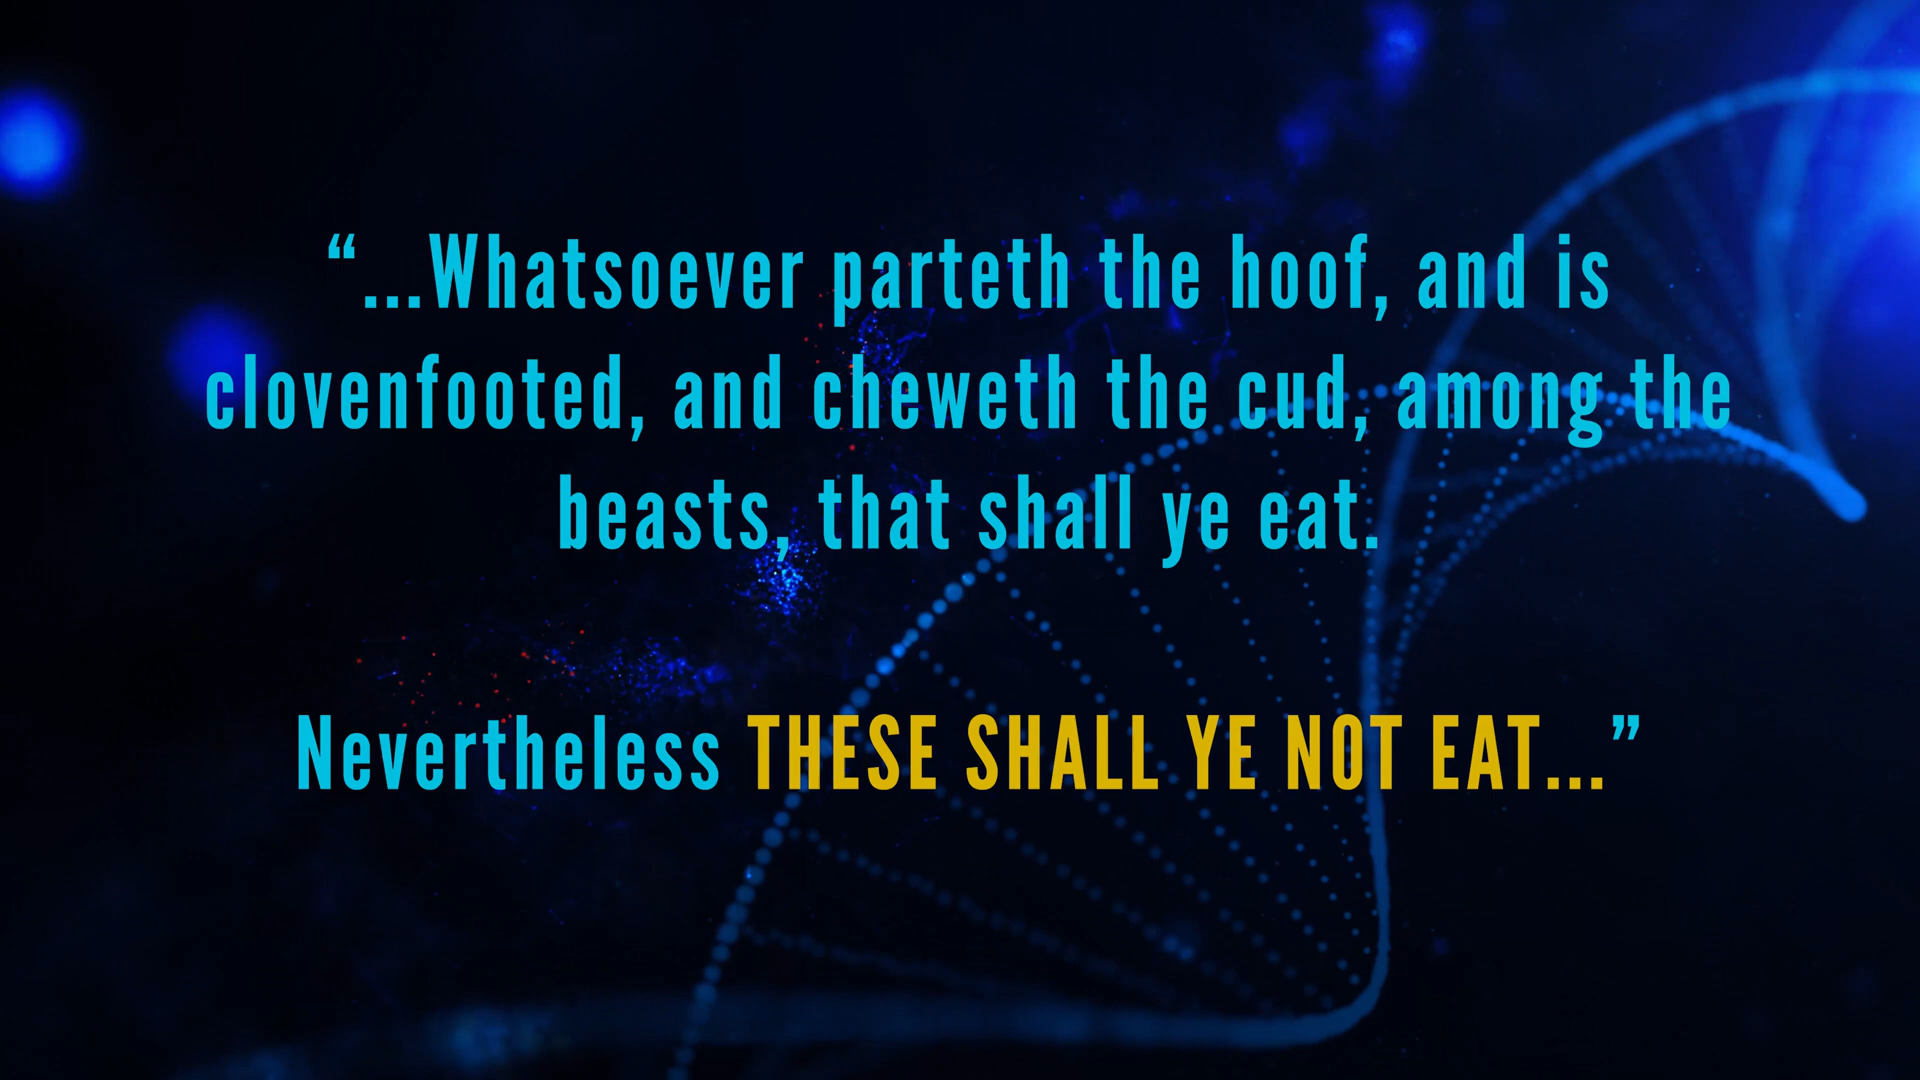 “...Whatsoever parteth the hoof, and is
clovenfooted, and cheweth the cud, among the
beasts, that shall ye eat.
Nevertheless THESE SHALL YE NOT EAT...”